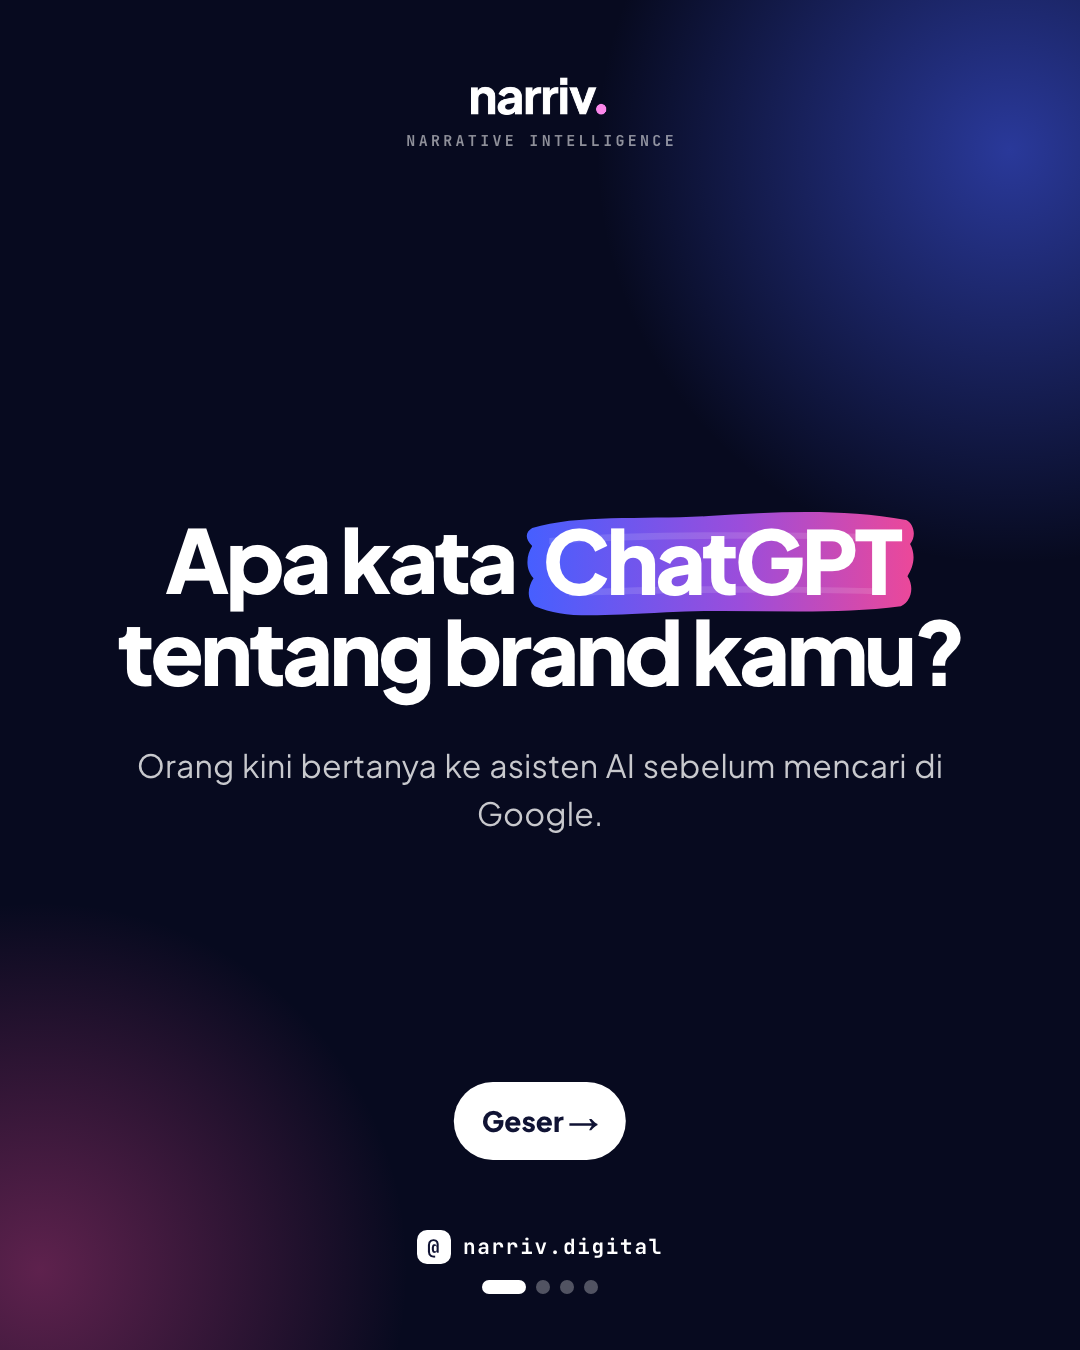 narriv.
NARRATIVE INTELLIGENCE
Apa kata ChatGPT
tentang brand kamu?
Orang kini bertanya ke asisten AI sebelum mencari di
Google.
Geser →
@ narriv.digital